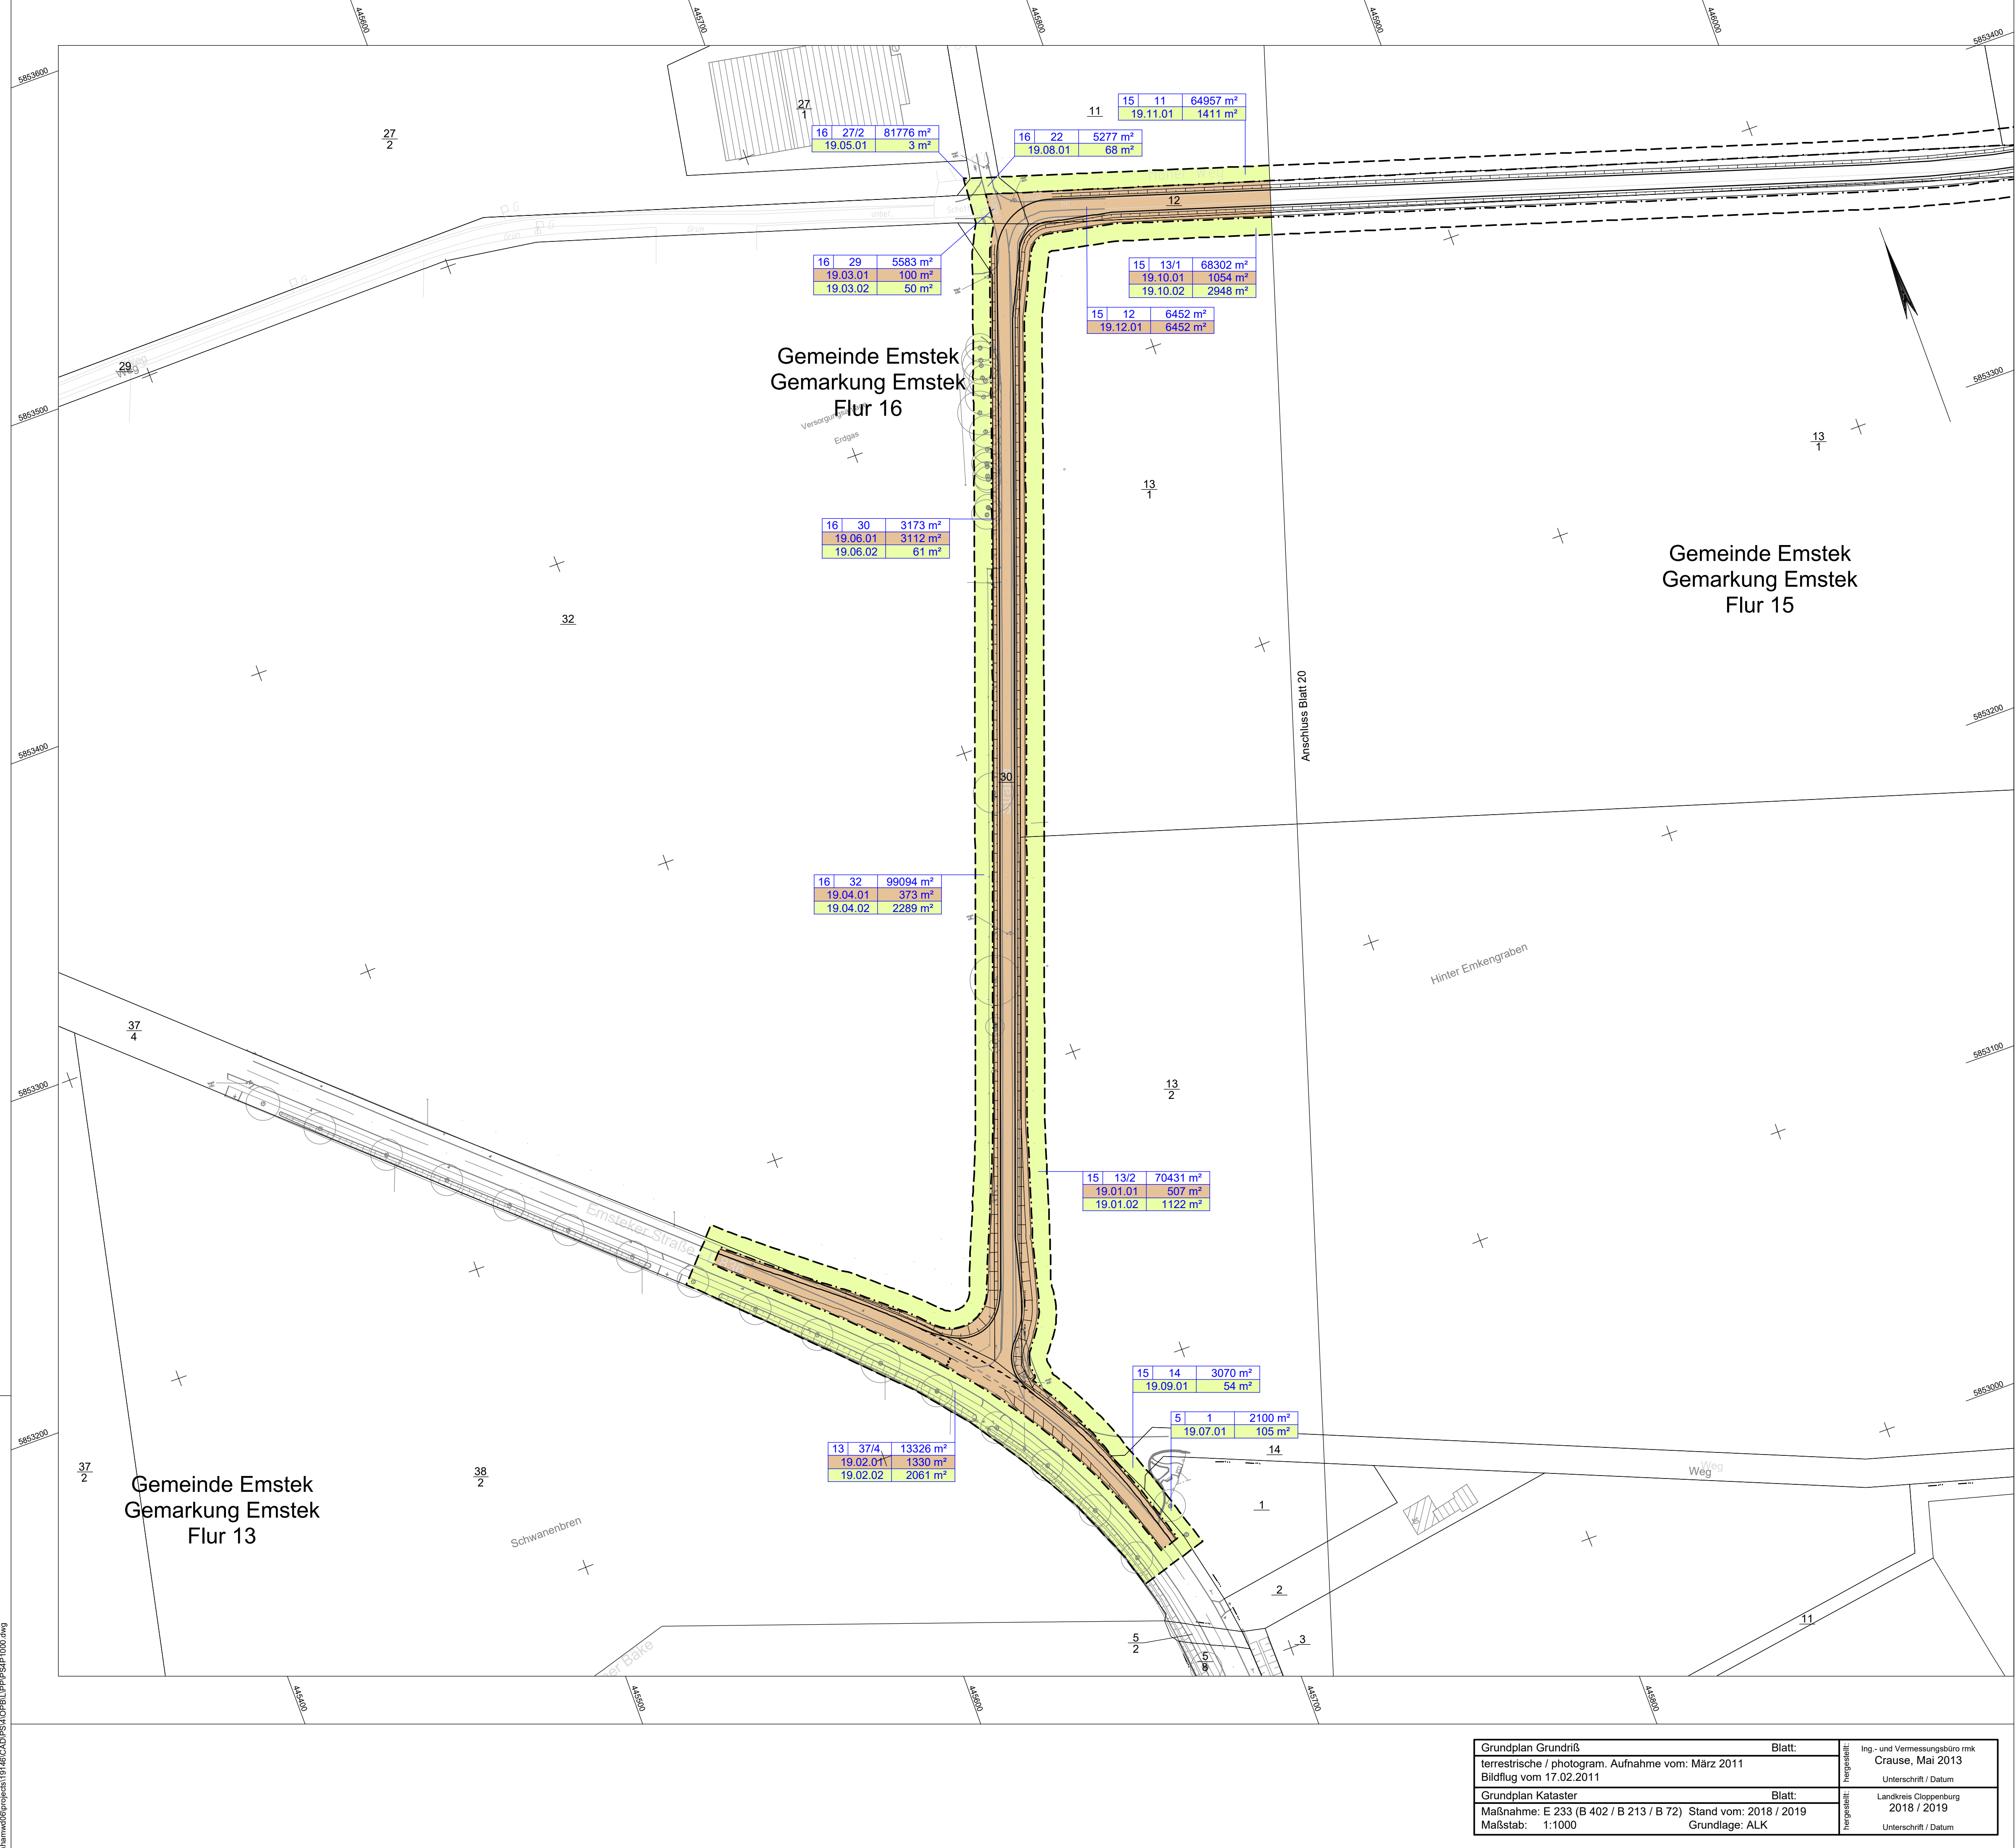 445600
445700
445800
445900
446000
5853400
5853600
27
1
27
2
11
15 11 64957 m²
19.11.01 1411 m²
16 27/2 81776 m²
19.05.01 3 m²
16 22 5277 m²
19.08.01 68 m²
12
16 29 5583 m²
19.03.01 100 m²
19.03.02 50 m²
15 13/1 68302 m²
19.10.01 1054 m²
19.10.02 2948 m²
15 12 6452 m²
19.12.01 6452 m²
Grün
Grün
29
Weg
Gemeinde Emstek
Gemarkung Emstek
Flur 16
Erdgas
5853300
5853500
13
1
13
1
16 30 3173 m²
19.06.01 3112 m²
19.06.02 61 m²
Gemeinde Emstek
Gemarkung Emstek
Flur 15
32
Anschluss Blatt 20
5853200
5853400
30
16 32 99094 m²
19.04.01 373 m²
19.04.02 2289 m²
Hinter Emkengraben
37
4
5853100
5853300
13
2
15 13/2 70431 m²
19.01.01 507 m²
19.01.02 1122 m²
Emsteker Straße
15 14 3070 m²
19.09.01 54 m²
5853000
5 1 2100 m²
19.07.01 105 m²
5853200
13 37/4 13326 m²
19.02.01 1330 m²
19.02.02 2061 m²
14
Weg
Weg
37
2
38
2
Gemeinde Emstek
Gemarkung Emstek
Flur 13
1
Schwanenbren
2
11
5
2
3
5
8
445400
445500
445600
445700
445800
Grundplan Grundriß Blatt:
terrestrische / photogram. Aufnahme vom: März 2011
Bildflug vom 17.02.2011
hergestellt:
Ing.- und Vermessungsbüro rmk
Crause, Mai 2013
Unterschrift / Datum
Grundplan Kataster Blatt:
Maßnahme: E 233 (B 402 / B 213 / B 72) Stand vom: 2018 / 2019
Maßstab: 1:1000 Grundlage: ALK
hergestellt:
Landkreis Cloppenburg
2018 / 2019
Unterschrift / Datum